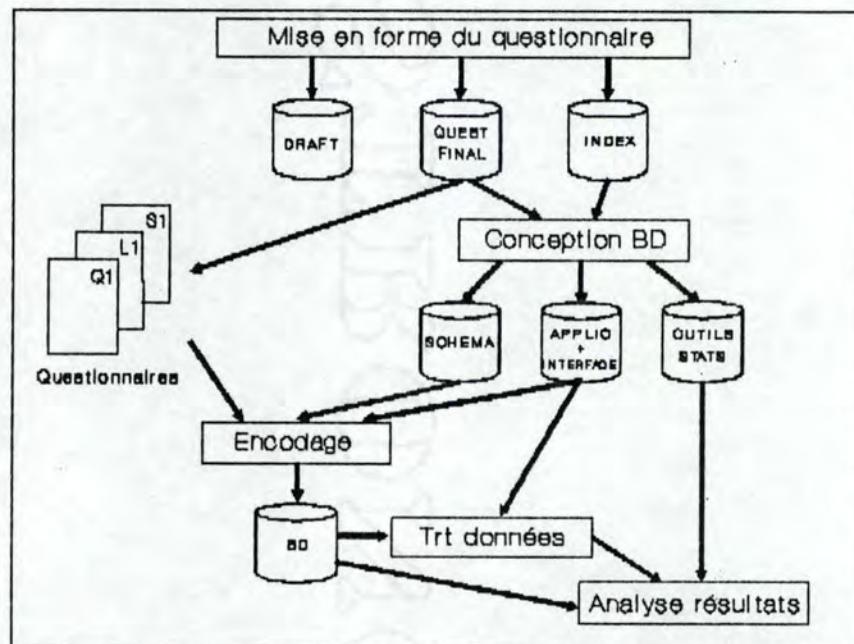 Mise en forme du questionnaire
DRAFT
QUEST
FINAL
INDEX
S1
L1
Q1
Questionnaires
Conception BD
SCHEMA
APPLIC
+
INTERFACE
OUTILS
STATS
Encodage
BD
Trt données
Analyse résultats